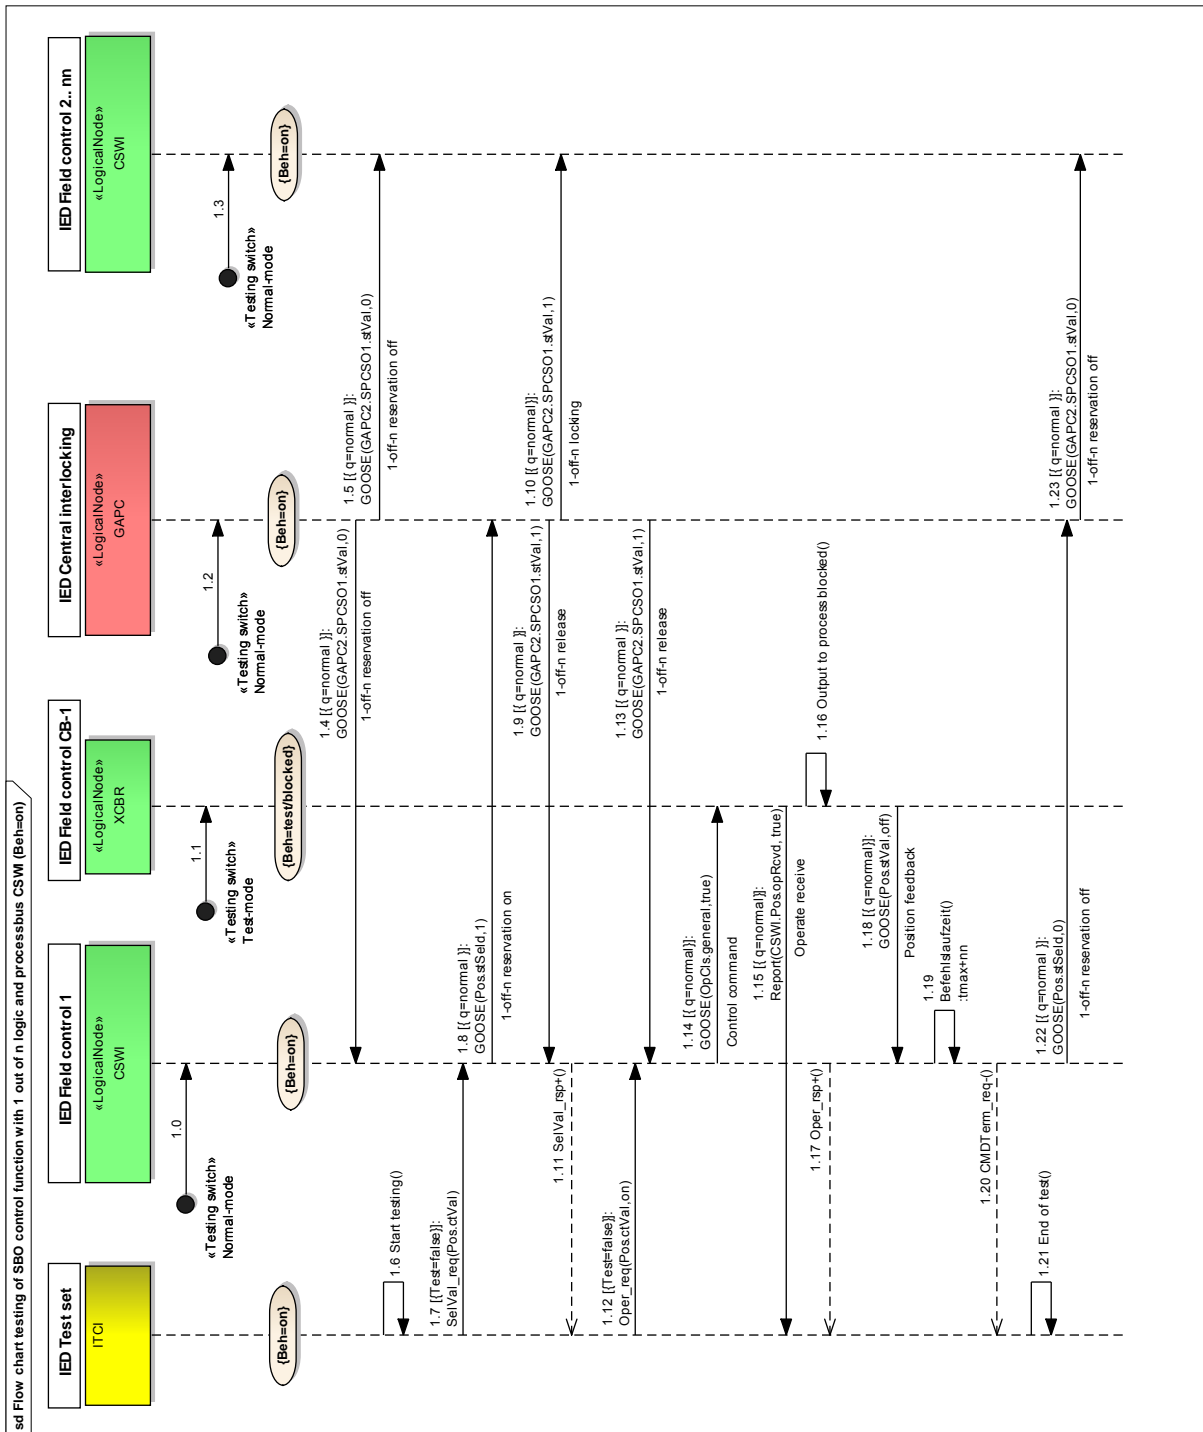 sd Flow chart testing of SBO control function with 1 out of n logic and processbus CSWI (Beh=on)
IED Test set
ITCI
IED Field control 1
«LogicalNode»
CSWI
IED Field control CB-1
«LogicalNode»
XCBR
IED Central interlocking
«LogicalNode»
GAPC
IED Field control 2.. nn
«LogicalNode»
CSWI
1.0
«Testing switch»
Normal-mode
1.1
«Testing switch»
Test-mode
1.2
«Testing switch»
Normal-mode
1.3
«Testing switch»
Normal-mode
{Beh=on}
{Beh=on}
{Beh=test/blocked}
{Beh=on}
{Beh=on}
1.4 [{ q=normal }]:
GOOSE(GAPC2.SPCSO1.stVal,0)
1-off-n reservation off
1.5 [{ q=normal }]:
GOOSE(GAPC2.SPCSO1.stVal,0)
1-off-n reservation off
1.6 Start testing()
1.7 [{Test=false}]:
SelVal_req(Pos.ctVal)
1.8 [{ q=normal }]:
GOOSE(Pos.stSeld,1)
1-off-n reservation on
1.9 [{ q=normal }]:
GOOSE(GAPC2.SPCSO1.stVal,1)
1-off-n release
1.10 [{ q=normal}]:
GOOSE(GAPC2.SPCSO1.stVal,1)
1-off-n locking
1.11 SelVal_rsp+()
1.12 [{Test=false}]:
Oper_req(Pos.ctVal,on)
1.13 [{ q=normal }]:
GOOSE(GAPC2.SPCSO1.stVal,1)
1-off-n release
1.14 [{ q=normal}]:
GOOSE(OpCls.general,true)
Control command
1.15 [{ q=normal}]:
Report(CSWI.Pos.opRcvd, true)
Operate receive
1.16 Output to process blocked()
1.17 Oper_rsp+()
1.18 [{ q=normal}]:
GOOSE(Pos.stVal,off)
Position feedback
1.19
Befehlslaufzeit()
:tmax+nn
1.20 CMDTerm_req-()
1.21 End of test()
1.22 [{ q=normal }]:
GOOSE(Pos.stSeld,0)
1-off-n reservation off
1.23 [{ q=normal }]:
GOOSE(GAPC2.SPCSO1.stVal,0)
1-off-n reservation off